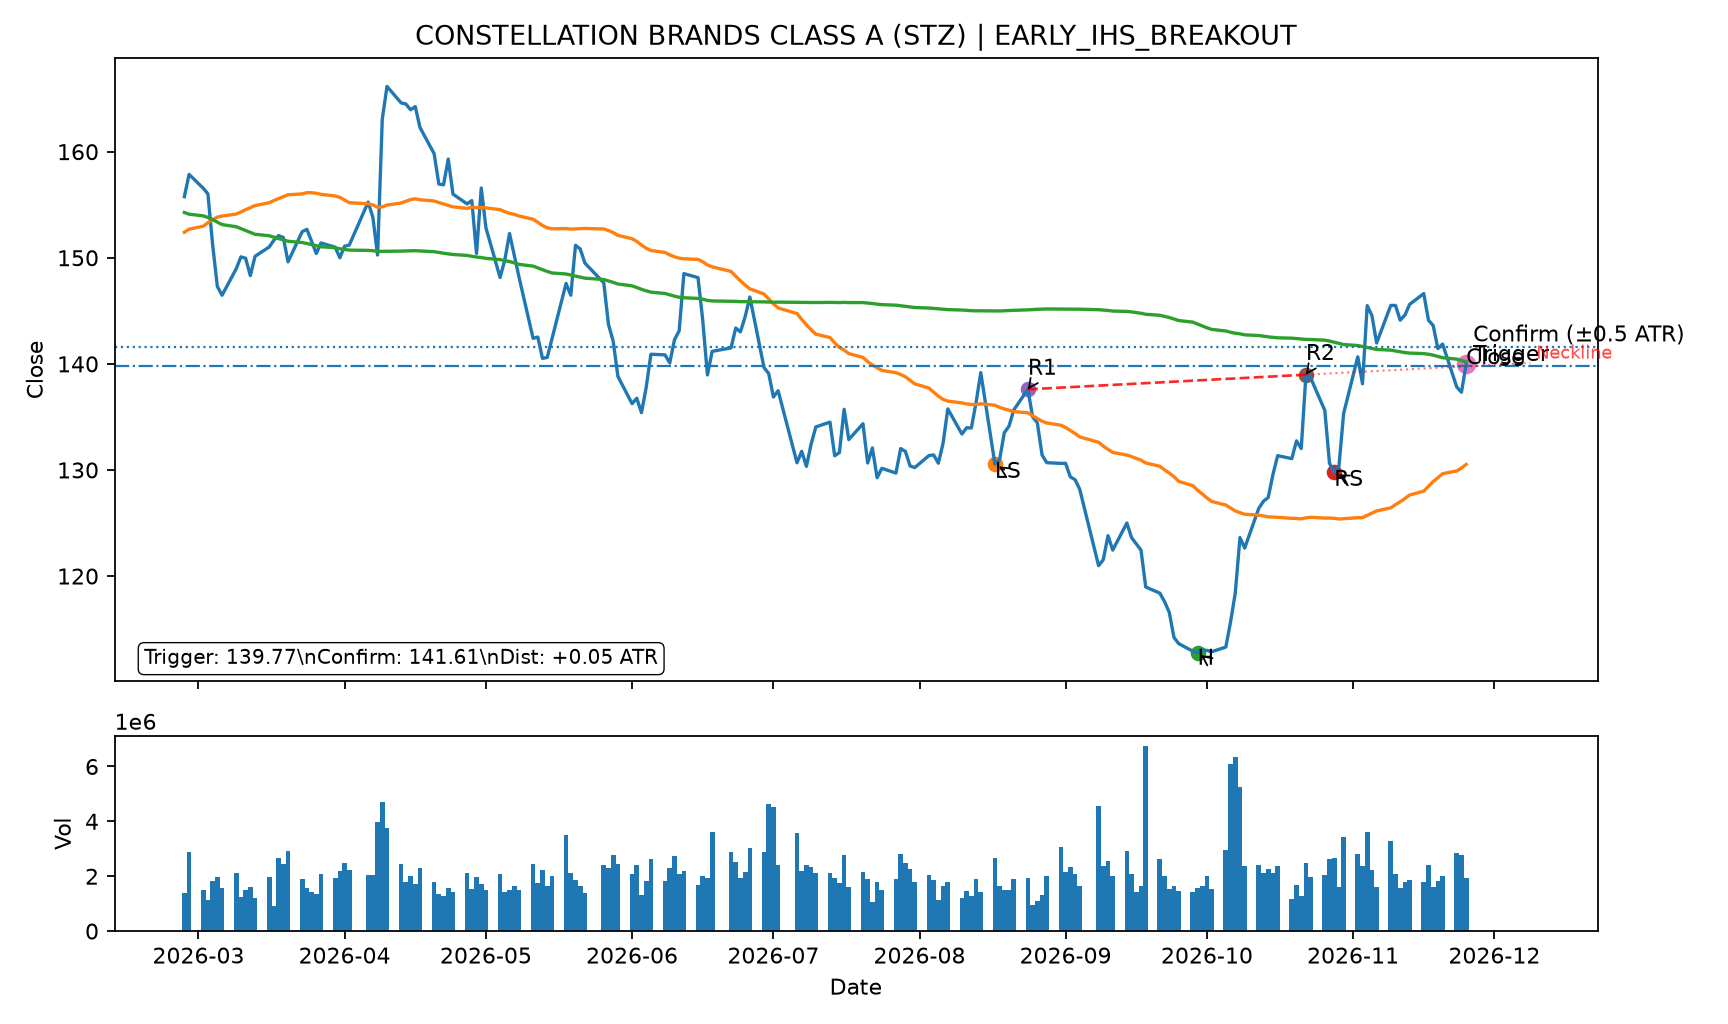 CONSTELLATION BRANDS CLASS A (STZ) | EARLY_IHS_BREAKOUT
Close
160
150
140
130
120
Confirm (±0.5 ATR)
Trigger
Close
Neckline
R1
R2
LS
RS
H
Trigger: 139.77\nConfirm: 141.61\nDist: +0.05 ATR
1e6
Vol
6
4
2
0
2026-03 2026-04 2026-05 2026-06 2026-07 2026-08 2026-09 2026-10 2026-11 2026-12
Date